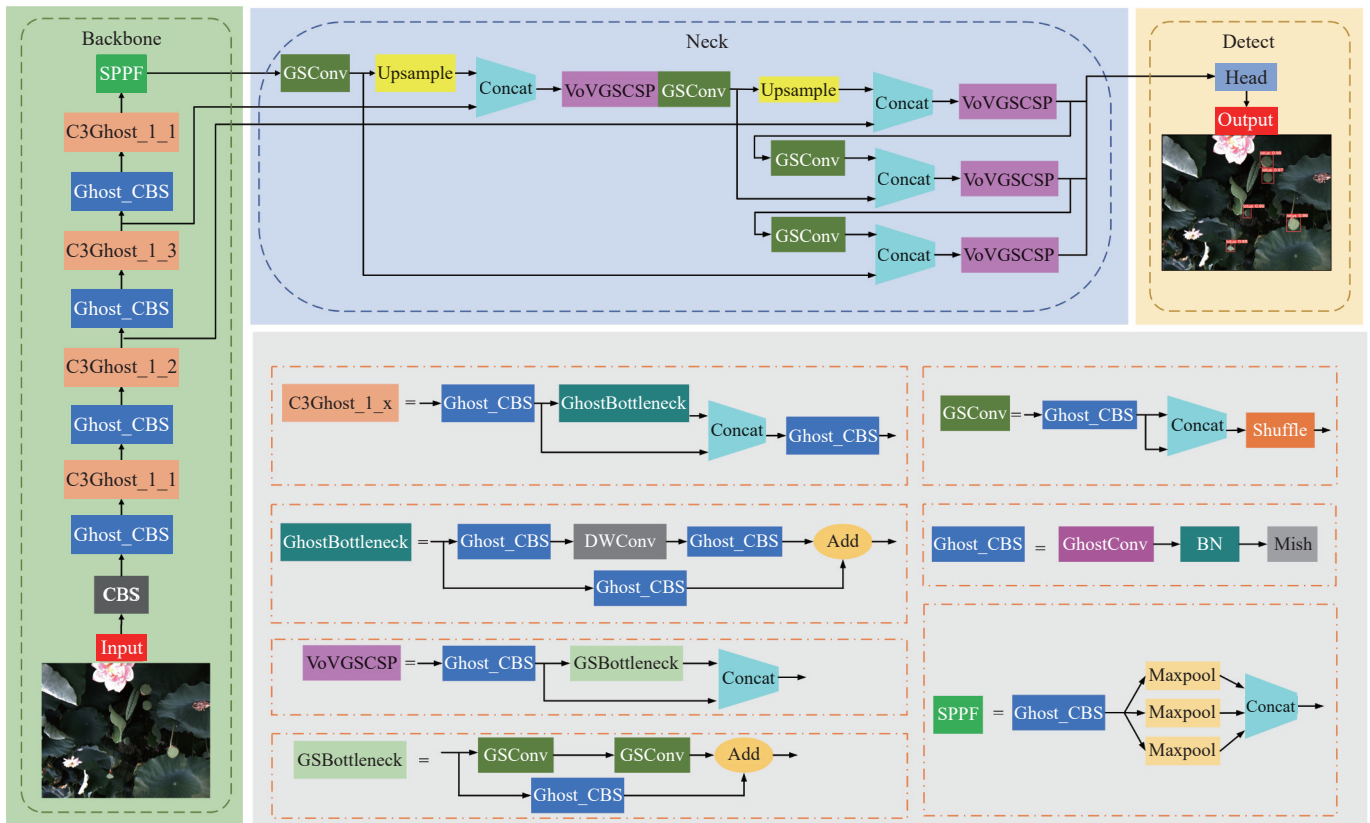 Backbone
SPPF
C3Ghost_1_1
Ghost_CBS
C3Ghost_1_3
Ghost_CBS
C3Ghost_1_2
Ghost_CBS
C3Ghost_1_1
Ghost_CBS
CBS
Input
Neck
GSConv
Upsample
Concat
VoVGSCSP
GSConv
Upsample
Concat
VoVGSCSP
GSConv
Concat
VoVGSCSP
GSConv
Concat
VoVGSCSP
Detect
Head
Output
C3Ghost_1_x = Ghost_CBS GhostBottleneck
Concat
Ghost_CBS
GSConv = Ghost_CBS Concat Shuffle
GhostBottleneck = Ghost_CBS DWConv Ghost_CBS Add
Ghost_CBS
Ghost_CBS = GhostConv BN Mish
VoVGSCSP = Ghost_CBS GSBottleneck Concat
GSBottleneck = GSConv GSConv Add
Ghost_CBS
SPPF = Ghost_CBS Maxpool
Maxpool
Maxpool
Concat